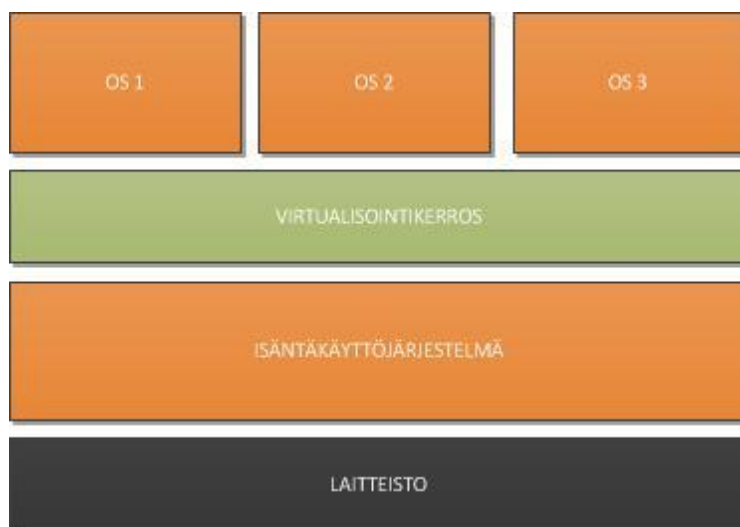 OS 1
OS 2
OS 3
VIRTUALISOINTIKERROS
ISÄNTÄKÄYTTÖJÄRJESTELMÄ
LAITTEISTO